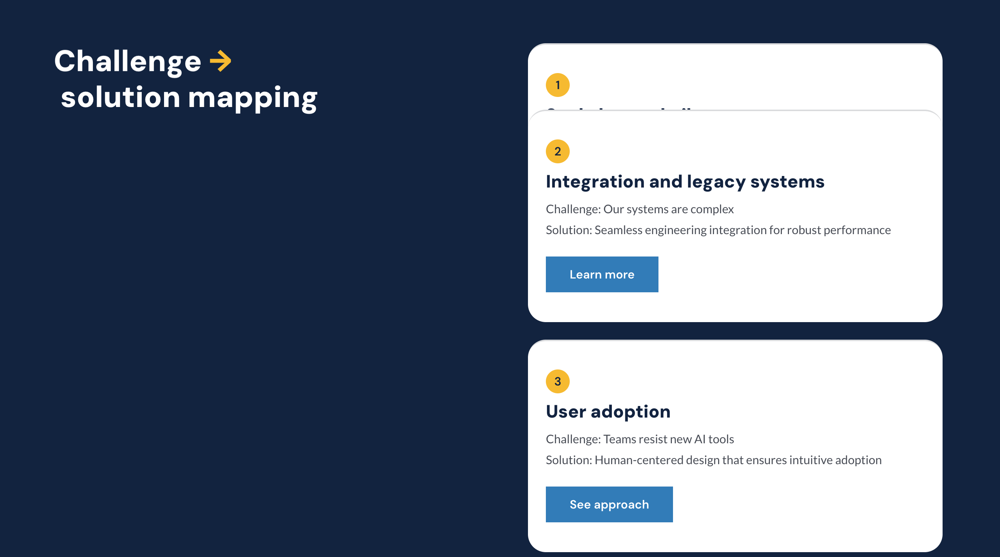 Challenge →
solution mapping
1
2
Integration and legacy systems
Challenge: Our systems are complex
Solution: Seamless engineering integration for robust performance
Learn more
3
User adoption
Challenge: Teams resist new AI tools
Solution: Human-centered design that ensures intuitive adoption
See approach